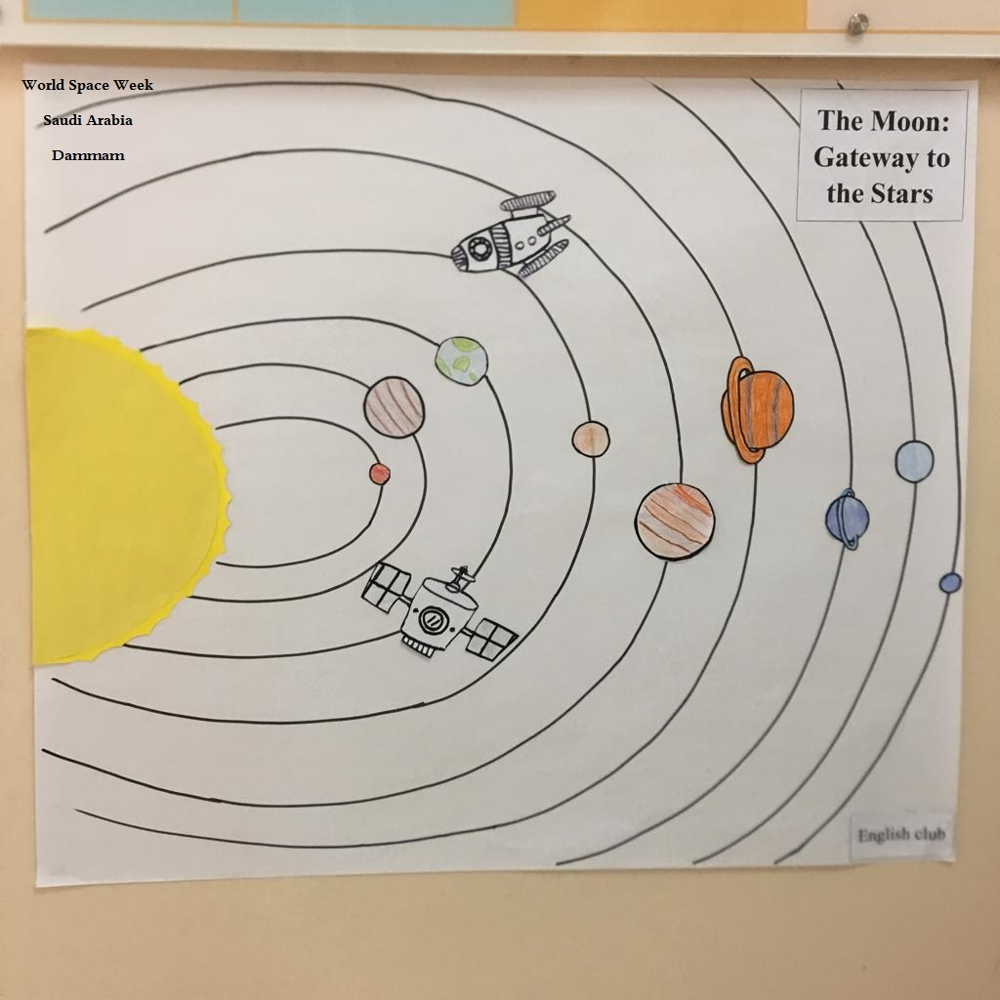 World Space Week
Saudi Arabia
Dammam
The Moon:
Gateway to
the Stars
English club